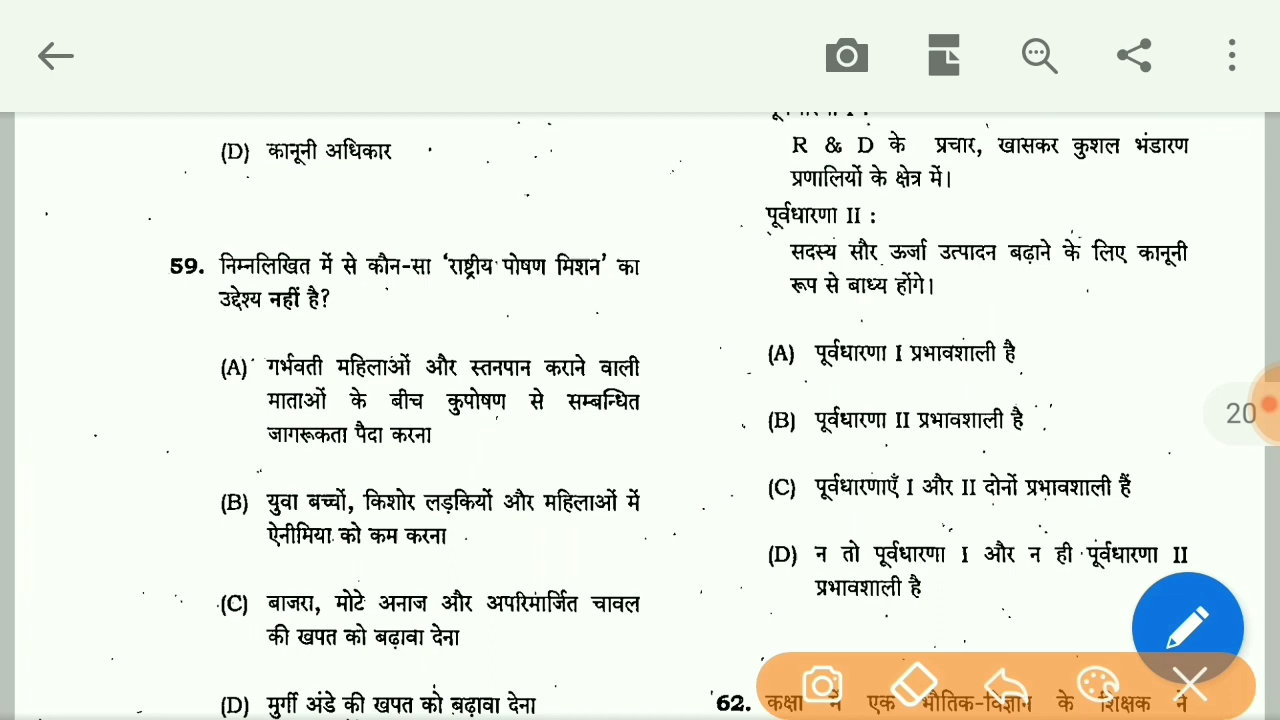 (D) कानूनी अधिकार
59. निम्नलिखित में से कौन-सा ‘राष्ट्रीय पोषण मिशन’ का
उद्देश्य नहीं है?
(A) गर्भवती महिलाओं और स्तनपान कराने वाली
माताओं के बीच कुपोषण से सम्बन्धित
जागरूकता पैदा करना
(B) युवा बच्चों, किशोर लड़कियों और महिलाओं में
ऐनीमिया को कम करना
(C) बाजरा, मोटे अनाज और अपरिमार्जित चावल
की खपत को बढ़ावा देना
(D) मुर्गी अंडे की खपत को बढ़ावा देना
R & D के प्रचार, खासकर कुशल भंडारण
प्रणालियों के क्षेत्र में।
पूर्वधारणा II :
सदस्य सौर ऊर्जा उत्पादन बढ़ाने के लिए कानूनी
रूप से बाध्य होंगे।
(A) पूर्वधारणा I प्रभावशाली है
(B) पूर्वधारणा II प्रभावशाली है
(C) पूर्वधारणाएँ I और II दोनों प्रभावशाली हैं
(D) न तो पूर्वधारणा I और न ही पूर्वधारणा II
प्रभावशाली है
62. कक्षा में एक भौतिक-विज्ञान के शिक्षक ने
20